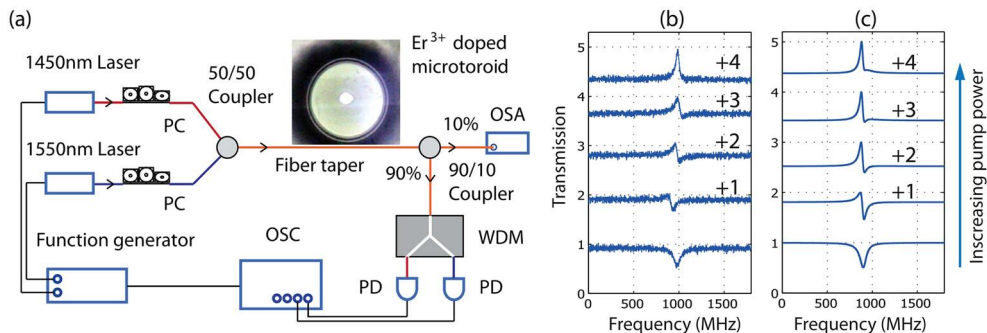 (a)
Er3+ doped
microtoroid
1450nm Laser
50/50
Coupler
PC
10%
OSA
1550nm Laser
Fiber taper
90%
90/10
Coupler
PC
WDM
Function generator
OSC
PD
PD
(b)
Transmission
5
4
3
2
1
0
+4
+3
+2
+1
0
500
1000
1500
Frequency (MHz)
(c)
5
4
3
2
1
0
+4
+3
+2
+1
0
500
1000
1500
Frequency (MHz)
Inscreasing pump power